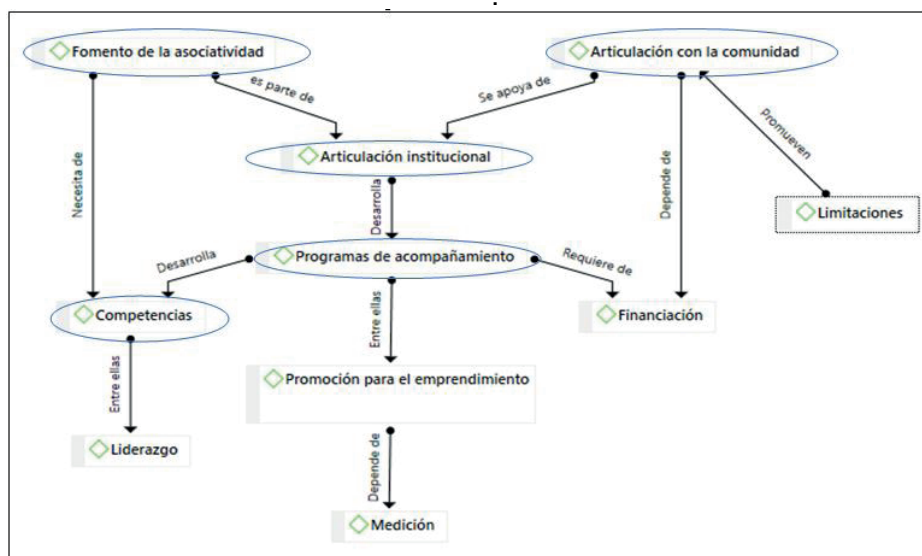 Fomento de la asociatividad
Articulación con la comunidad
es parte de
Se apoya de
Promueven
Articulación institucional
Necesita de
Desarrolla
Depende de
Limitaciones
Desarrolla
Programas de acompañamiento
Requiere de
Competencias
Entre ellas
Financiación
Entre ellas
Promoción para el emprendimiento
Liderazgo
Depende de
Medición